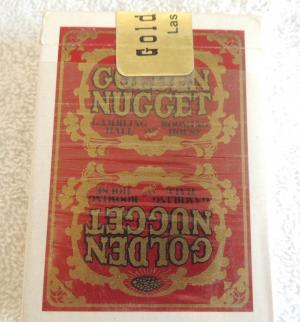 Gold
Las
GOLDEN
NUGGET
GAMBLING
HALL
ROOMING
HOUSE
GOLDEN
NUGGET
GAMBLING
HALL
ROOMING
HOUSE